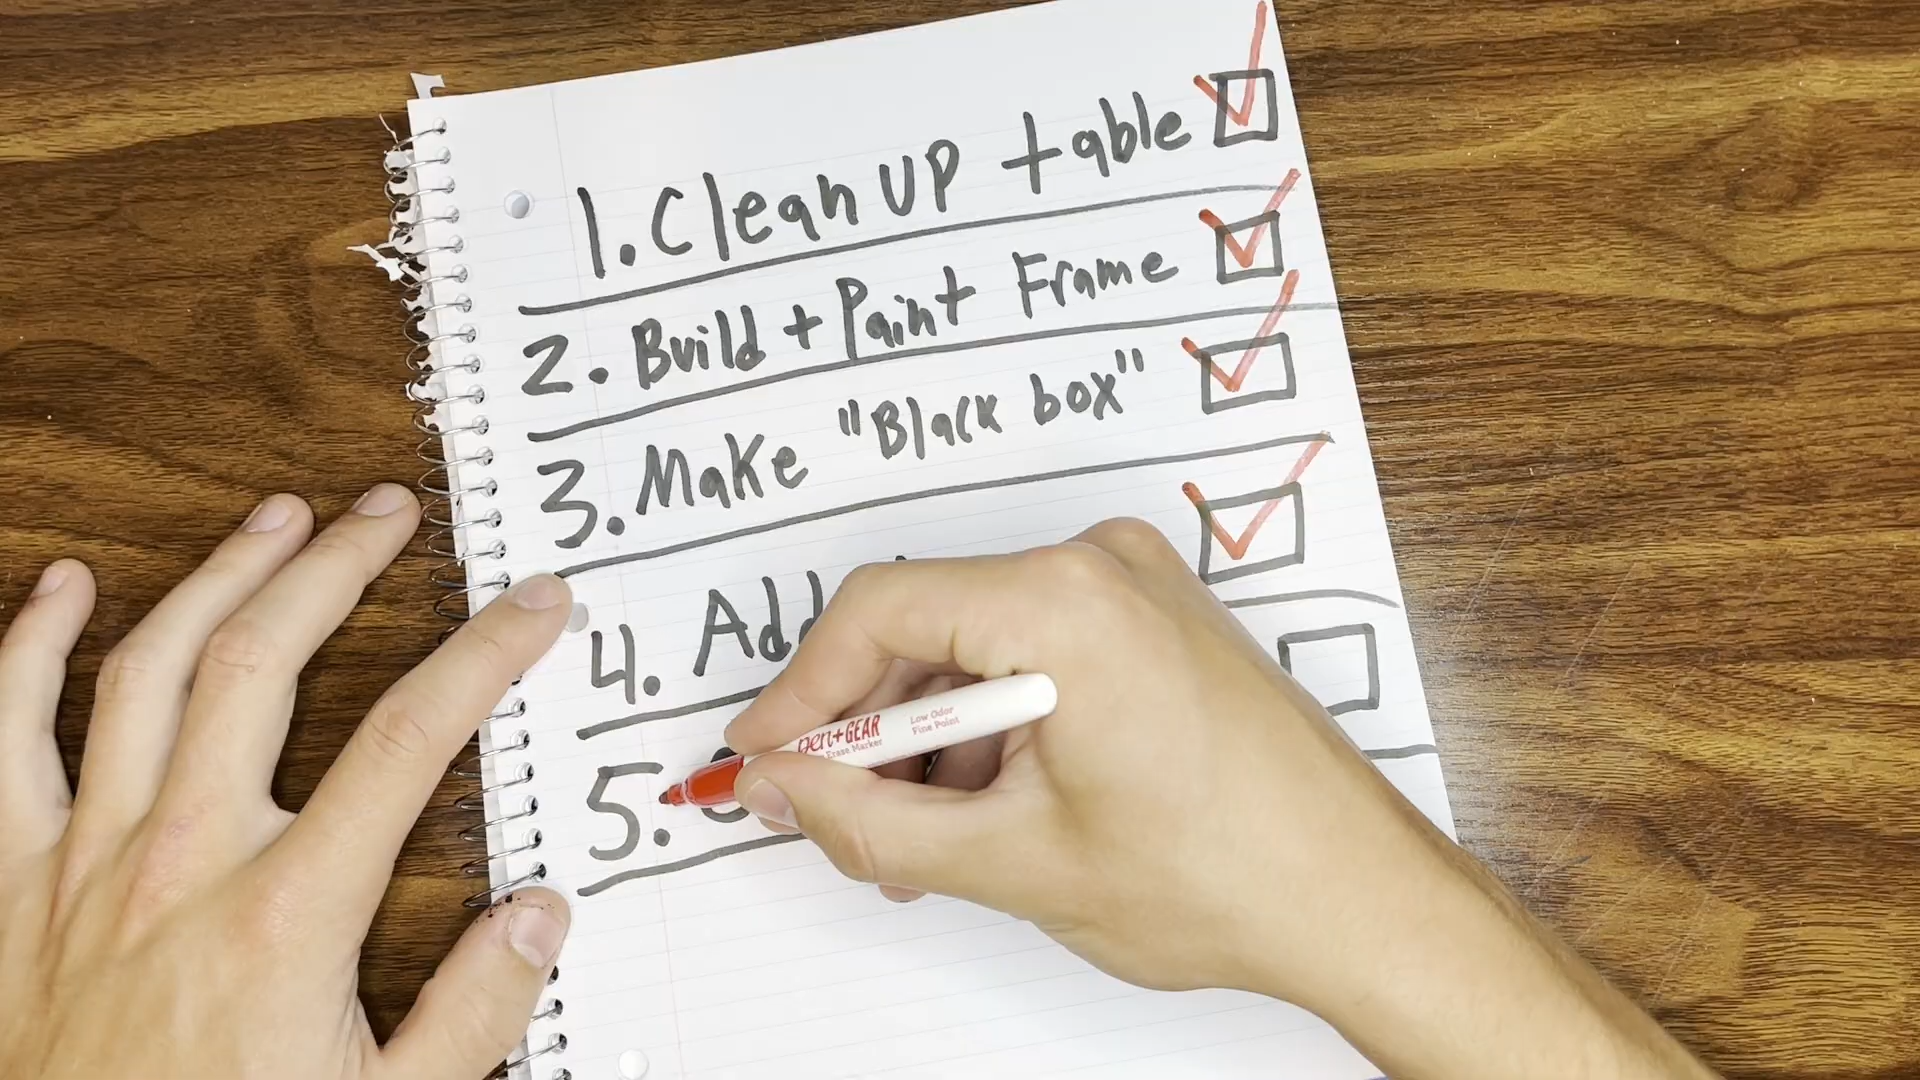 1. Clean UP table
2. Build + Paint Frame
3. Make "Black box"
4. Add
5.
pen+GEAR
Erase Marker
Low Odor
Fine Point